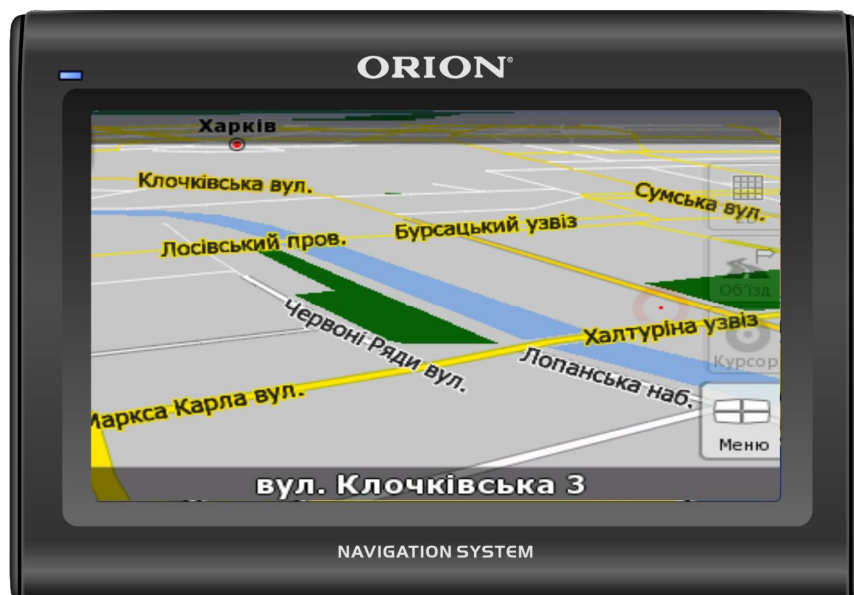 ORION®
Харків
Клочківська вул.
Сумська вул.
2D
Лосівський пров.
Бурсацький узвіз
Об'їзд
Червоні Ряди вул.
Халтуріна узвіз
Лопанська наб.
Курсор
Маркса Карла вул.
Меню
вул. Клочківська 3
NAVIGATION SYSTEM